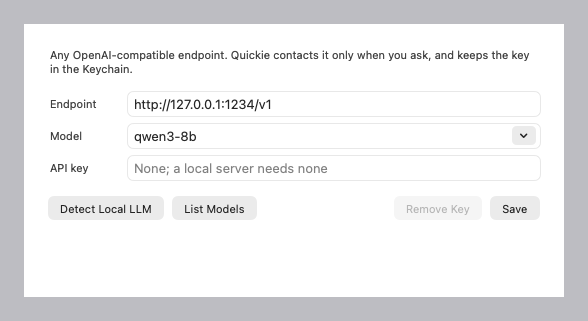 Any OpenAI-compatible endpoint. Quickie contacts it only when you ask, and keeps the key
in the Keychain.
Endpoint http://127.0.0.1:1234/v1
Model qwen3-8b
API key None; a local server needs none
Detect Local LLM List Models Remove Key Save